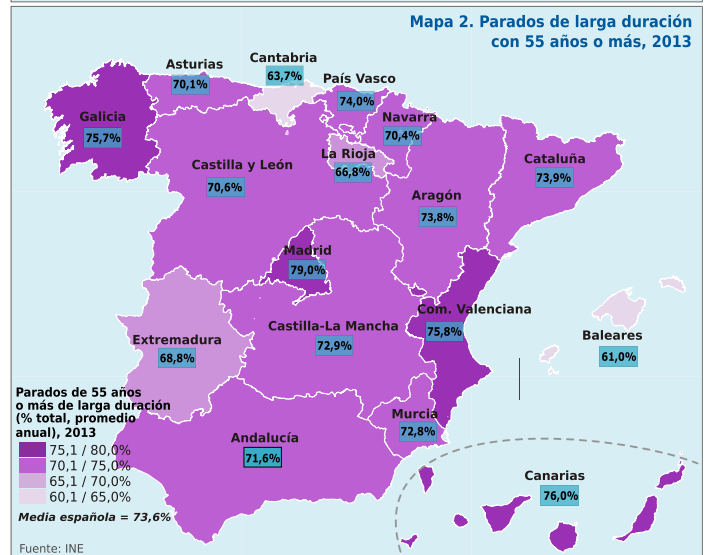 Mapa 2. Parados de larga duración
con 55 años o más, 2013
Cantabria
63,7%
Asturias
70,1%
País Vasco
74,0%
Galicia
75,7%
Navarra
70,4%
La Rioja
66,8%
Castilla y León
70,6%
Cataluña
73,9%
Aragón
73,8%
Madrid
79,0%
Com. Valenciana
75,8%
Castilla-La Mancha
72,9%
Extremadura
68,8%
Baleares
61,0%
Murcia
72,8%
Andalucía
71,6%
Canarias
76,0%
Parados de 55 años
o más de larga duración
(% total, promedio
anual), 2013
75,1 / 80,0%
70,1 / 75,0%
65,1 / 70,0%
60,1 / 65,0%
Media española = 73,6%
Fuente: INE